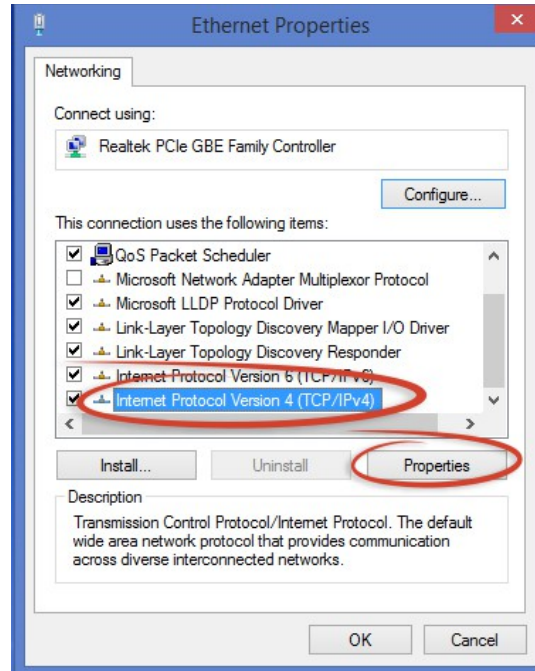 Ethernet Properties
Networking
Connect using:
Realtek PCIe GBE Family Controller
Configure...
This connection uses the following items:
QoS Packet Scheduler
Microsoft Network Adapter Multiplexor Protocol
Microsoft LLDP Protocol Driver
Link-Layer Topology Discovery Mapper I/O Driver
Link-Layer Topology Discovery Responder
Internet Protocol Version 6 (TCP/IPv6)
Internet Protocol Version 4 (TCP/IPv4)
Install...
Uninstall
Properties
Description
Transmission Control Protocol/Internet Protocol. The default
wide area network protocol that provides communication
across diverse interconnected networks.
OK
Cancel